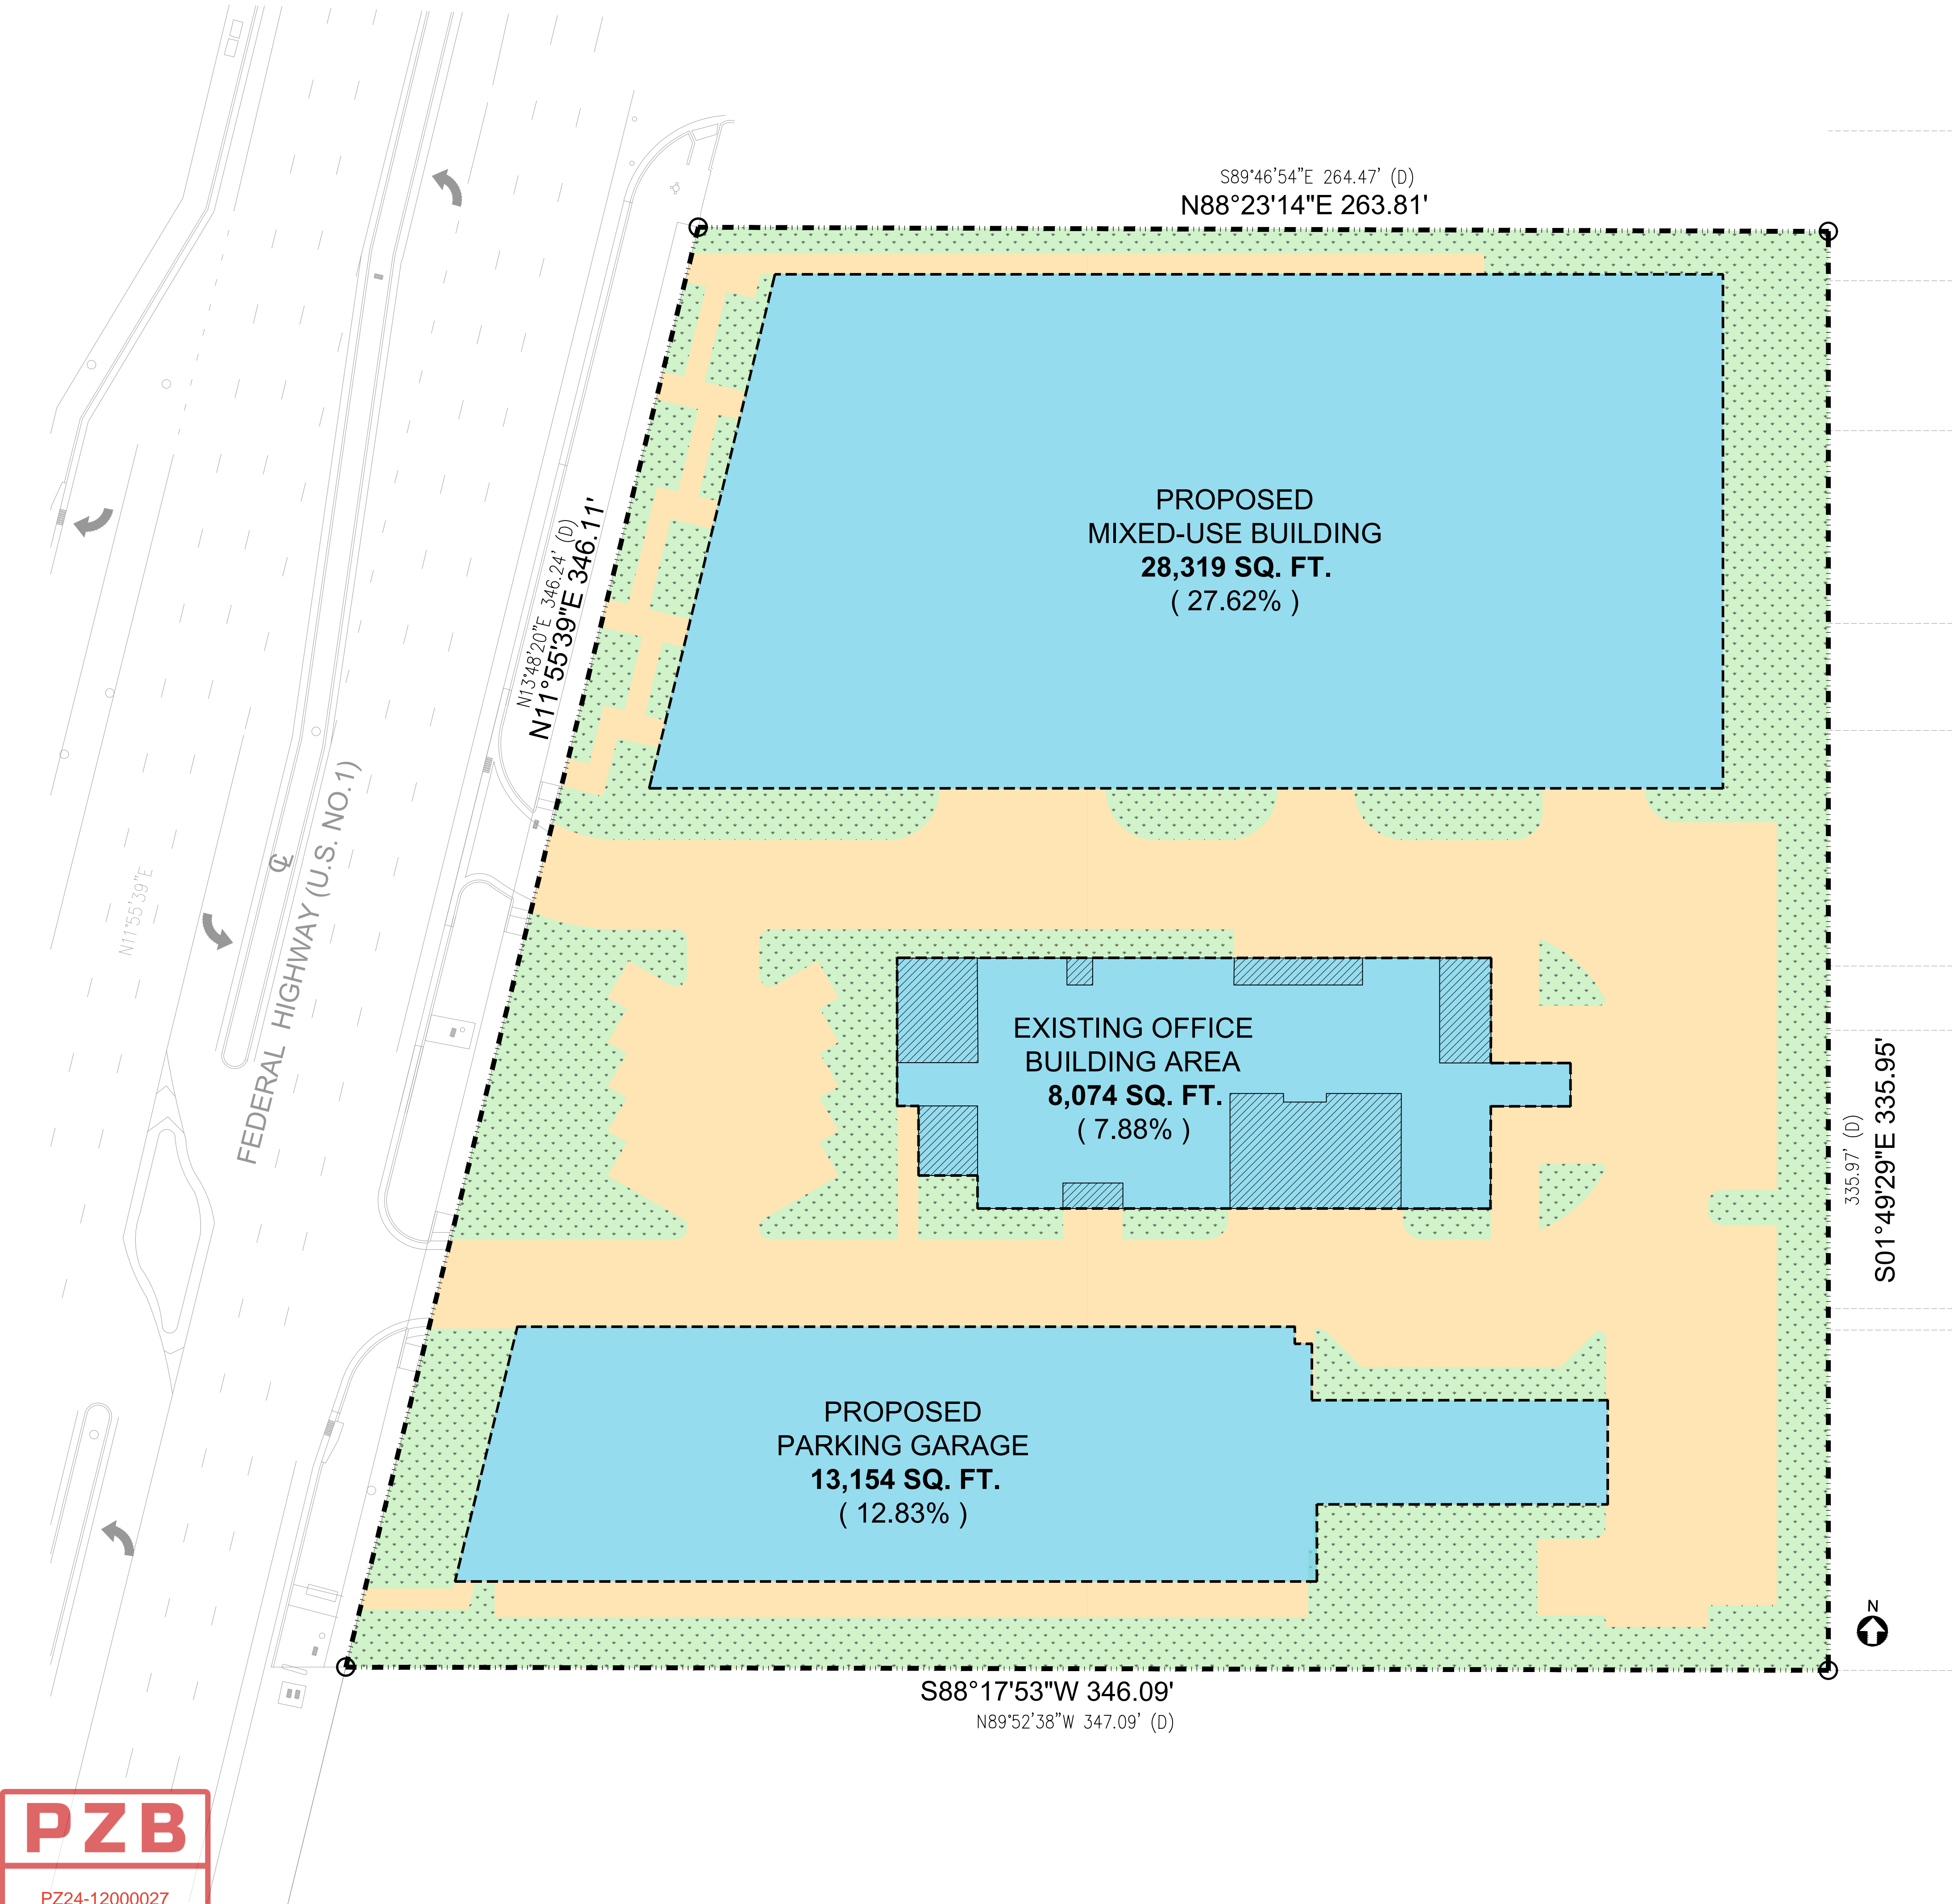 S89°46'54"E 264.47' (D)
N88°23'14"E 263.81'
PROPOSED
MIXED-USE BUILDING
28,319 SQ. FT.
( 27.62% )
N13°48'20"E 346.24' (D)
N11°55'39"E 346.11'
FEDERAL HIGHWAY (U.S. NO.1)
CL
N11°55'39"E
EXISTING OFFICE
BUILDING AREA
8,074 SQ. FT.
( 7.88% )
335.97' (D)
S01°49'29"E 335.95'
PROPOSED
PARKING GARAGE
13,154 SQ. FT.
( 12.83% )
N
S88°17'53"W 346.09'
N89°52'38"W 347.09' (D)
PZB
PZ24-12000027